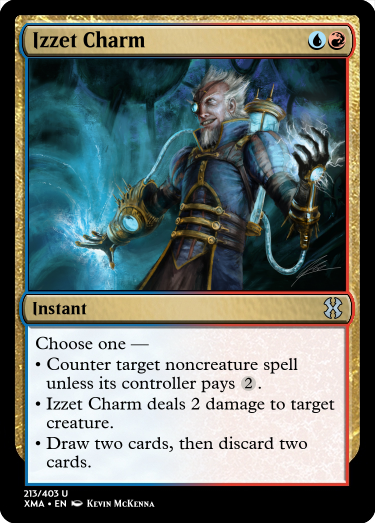 Izzet Charm
Instant
Choose one —
• Counter target noncreature spell
unless its controller pays 2.
• Izzet Charm deals 2 damage to target
creature.
• Draw two cards, then discard two
cards.
213/403 U
XMA • EN Kevin McKenna